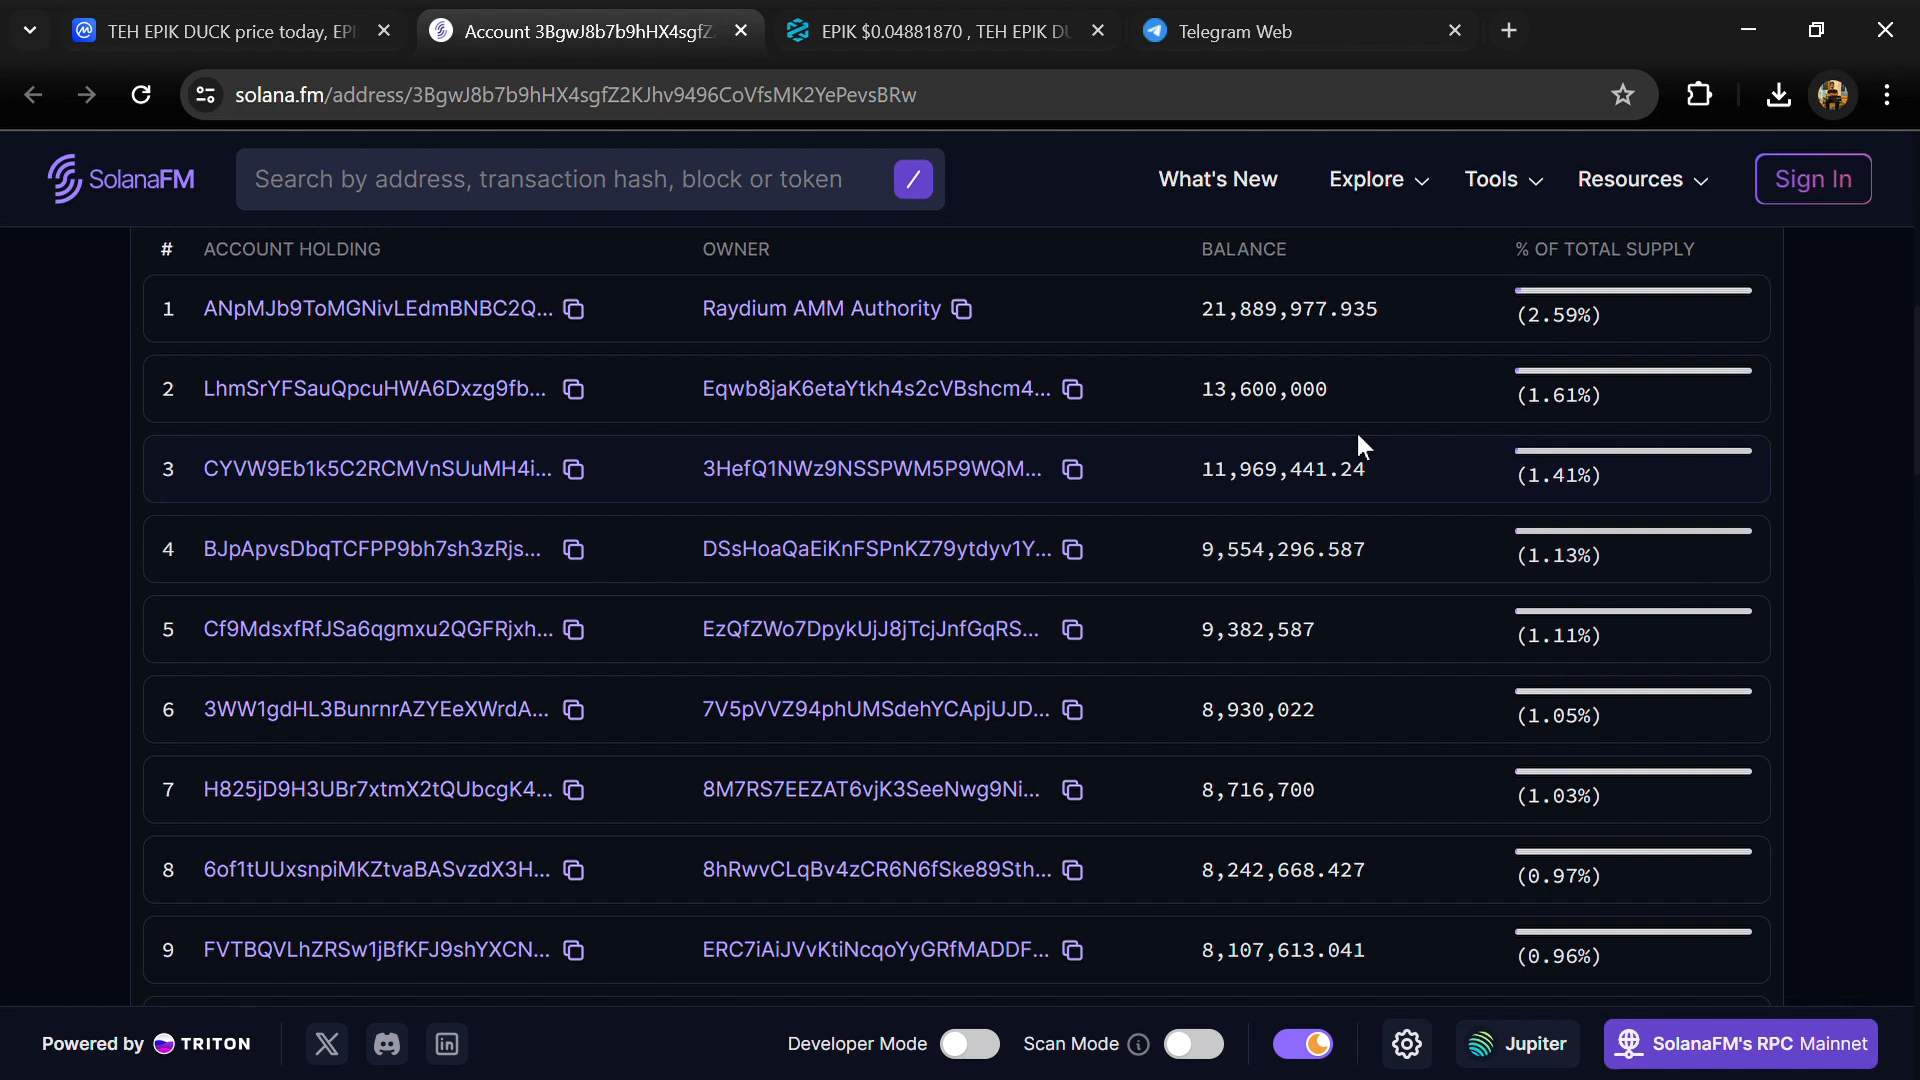 TEH EPIK DUCK price today, EPI
Account 3BgwJ8b7b9hHX4sgfZ
EPIK $0.04881870 , TEH EPIK DU
Telegram Web
solana.fm/address/3BgwJ8b7b9hHX4sgfZ2KJhv9496CoVfsMK2YePevsBRw
SolanaFM
Search by address, transaction hash, block or token
/
What's New
Explore
Tools
Resources
Sign In
# ACCOUNT HOLDING OWNER BALANCE % OF TOTAL SUPPLY
1 ANpMJb9ToMGNivLEdmBNBC2Q... Raydium AMM Authority 21,889,977.935 (2.59%)
2 LhmSrYFSauQpcuHWA6Dxzg9fb... Eqwb8jaK6etaYtkh4s2cVBshcm4... 13,600,000 (1.61%)
3 CYVW9Eb1k5C2RCMVnSUuMH4i... 3HefQ1NWz9NSSPWM5P9WQM... 11,969,441.24 (1.41%)
4 BJpApvsDbqTCFPP9bh7sh3zRjs... DSsHoaQaEiKnFSPnKZ79ytdyv1Y... 9,554,296.587 (1.13%)
5 Cf9MdsxfRfJSa6qgmxu2QGFRjxh... EzQfZWo7DpykUjJ8jTcjJnfGqRS... 9,382,587 (1.11%)
6 3WW1gdHL3BunrnrAZYEeXWrdA... 7V5pVVZ94phUMSdehYCApjUJD... 8,930,022 (1.05%)
7 H825jD9H3UBr7xtmX2tQUbcgK4... 8M7RS7EEZAT6vjK3SeeNwg9Ni... 8,716,700 (1.03%)
8 6of1tUUxsnpiMKZtvaBASvzdX3H... 8hRwvCLqBv4zCR6N6fSke89Sth... 8,242,668.427 (0.97%)
9 FVTBQVLhZRSw1jBfKFJ9shYXCN... ERC7iAiJVvKtiNcqoYyGRfMADDF... 8,107,613.041 (0.96%)
Powered by TRITON
Developer Mode
Scan Mode
Jupiter
SolanaFM's RPC Mainnet